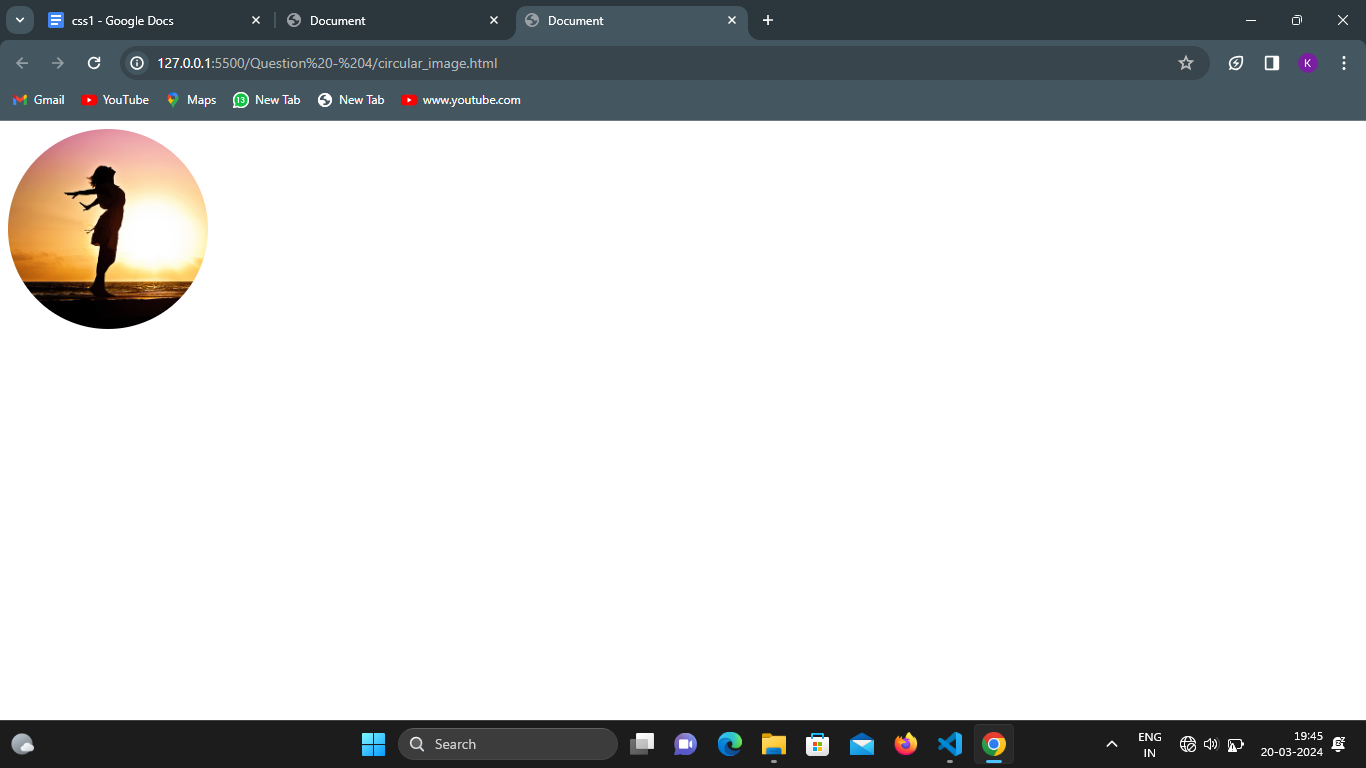 css1 - Google Docs
Document
Document
127.0.0.1:5500/Question%20-%204/circular_image.html
K
Gmail
YouTube
Maps
13
New Tab
New Tab
www.youtube.com
Search
ENG
IN
19:45
20-03-2024